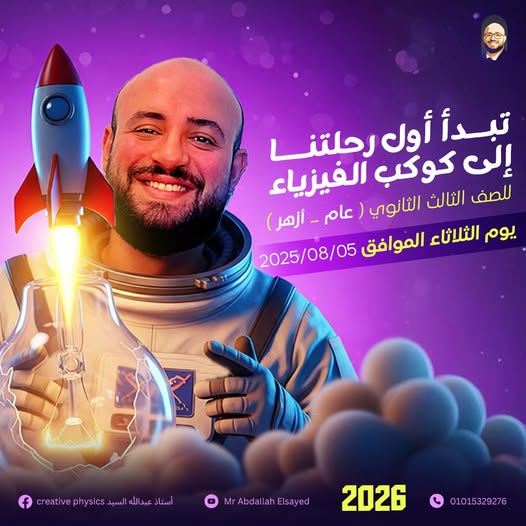 تبدأ أول رحلتنا
إلى كوكب الفيزياء
للصف الثالث الثانوي ( عام _ أزهر )
يوم الثلاثاء الموافق 2025/08/05
creative physics أستاذ عبدالله السيد
Mr Abdallah Elsayed
2026
01015329276